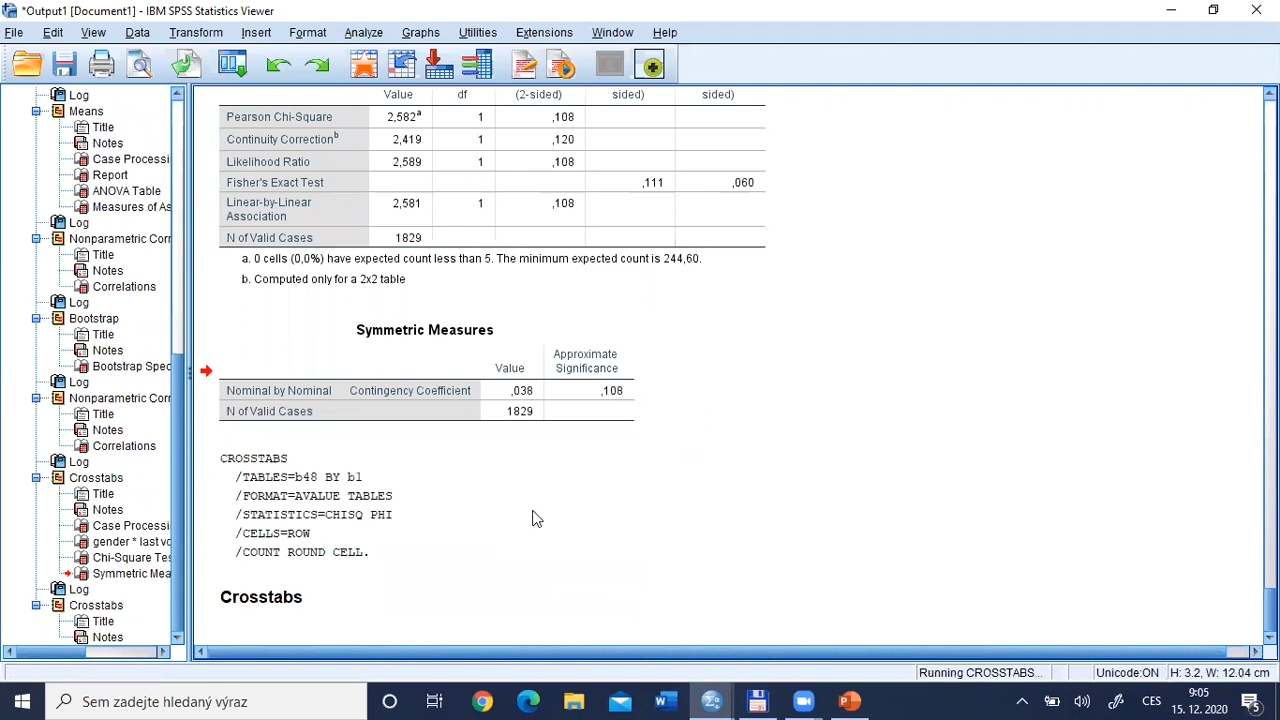 *Output1 [Document1] - IBM SPSS Statistics Viewer
File Edit View Data Transform Insert Format Analyze Graphs Utilities Extensions Window Help
Log
Means
Title
Notes
Case Processi
Report
ANOVA Table
Measures of As
Log
Nonparametric Corr
Title
Notes
Correlations
Log
Bootstrap
Title
Notes
Bootstrap Spec
Log
Nonparametric Corr
Title
Notes
Correlations
Log
Crosstabs
Title
Notes
Case Processi
gender * last vo
Chi-Square Te
Symmetric Mea
Log
Crosstabs
Title
Notes
Value df (2-sided) sided) sided)
Pearson Chi-Square 2,582a 1 ,108
Continuity Correctionb 2,419 1 ,120
Likelihood Ratio 2,589 1 ,108
Fisher's Exact Test ,111 ,060
Linear-by-Linear
Association 2,581 1 ,108
N of Valid Cases 1829
a. 0 cells (0,0%) have expected count less than 5. The minimum expected count is 244,60.
b. Computed only for a 2x2 table
Symmetric Measures
Value Approximate
Significance
Nominal by Nominal Contingency Coefficient ,038 ,108
N of Valid Cases 1829
CROSSTABS
/TABLES=b48 BY b1
/FORMAT=AVALUE TABLES
/STATISTICS=CHISQ PHI
/CELLS=ROW
/COUNT ROUND CELL.
Crosstabs
Running CROSSTABS... Unicode:ON H: 3.2, W: 12.04 cm
Sem zadejte hledaný výraz
CES
9:05
15. 12. 2020
5